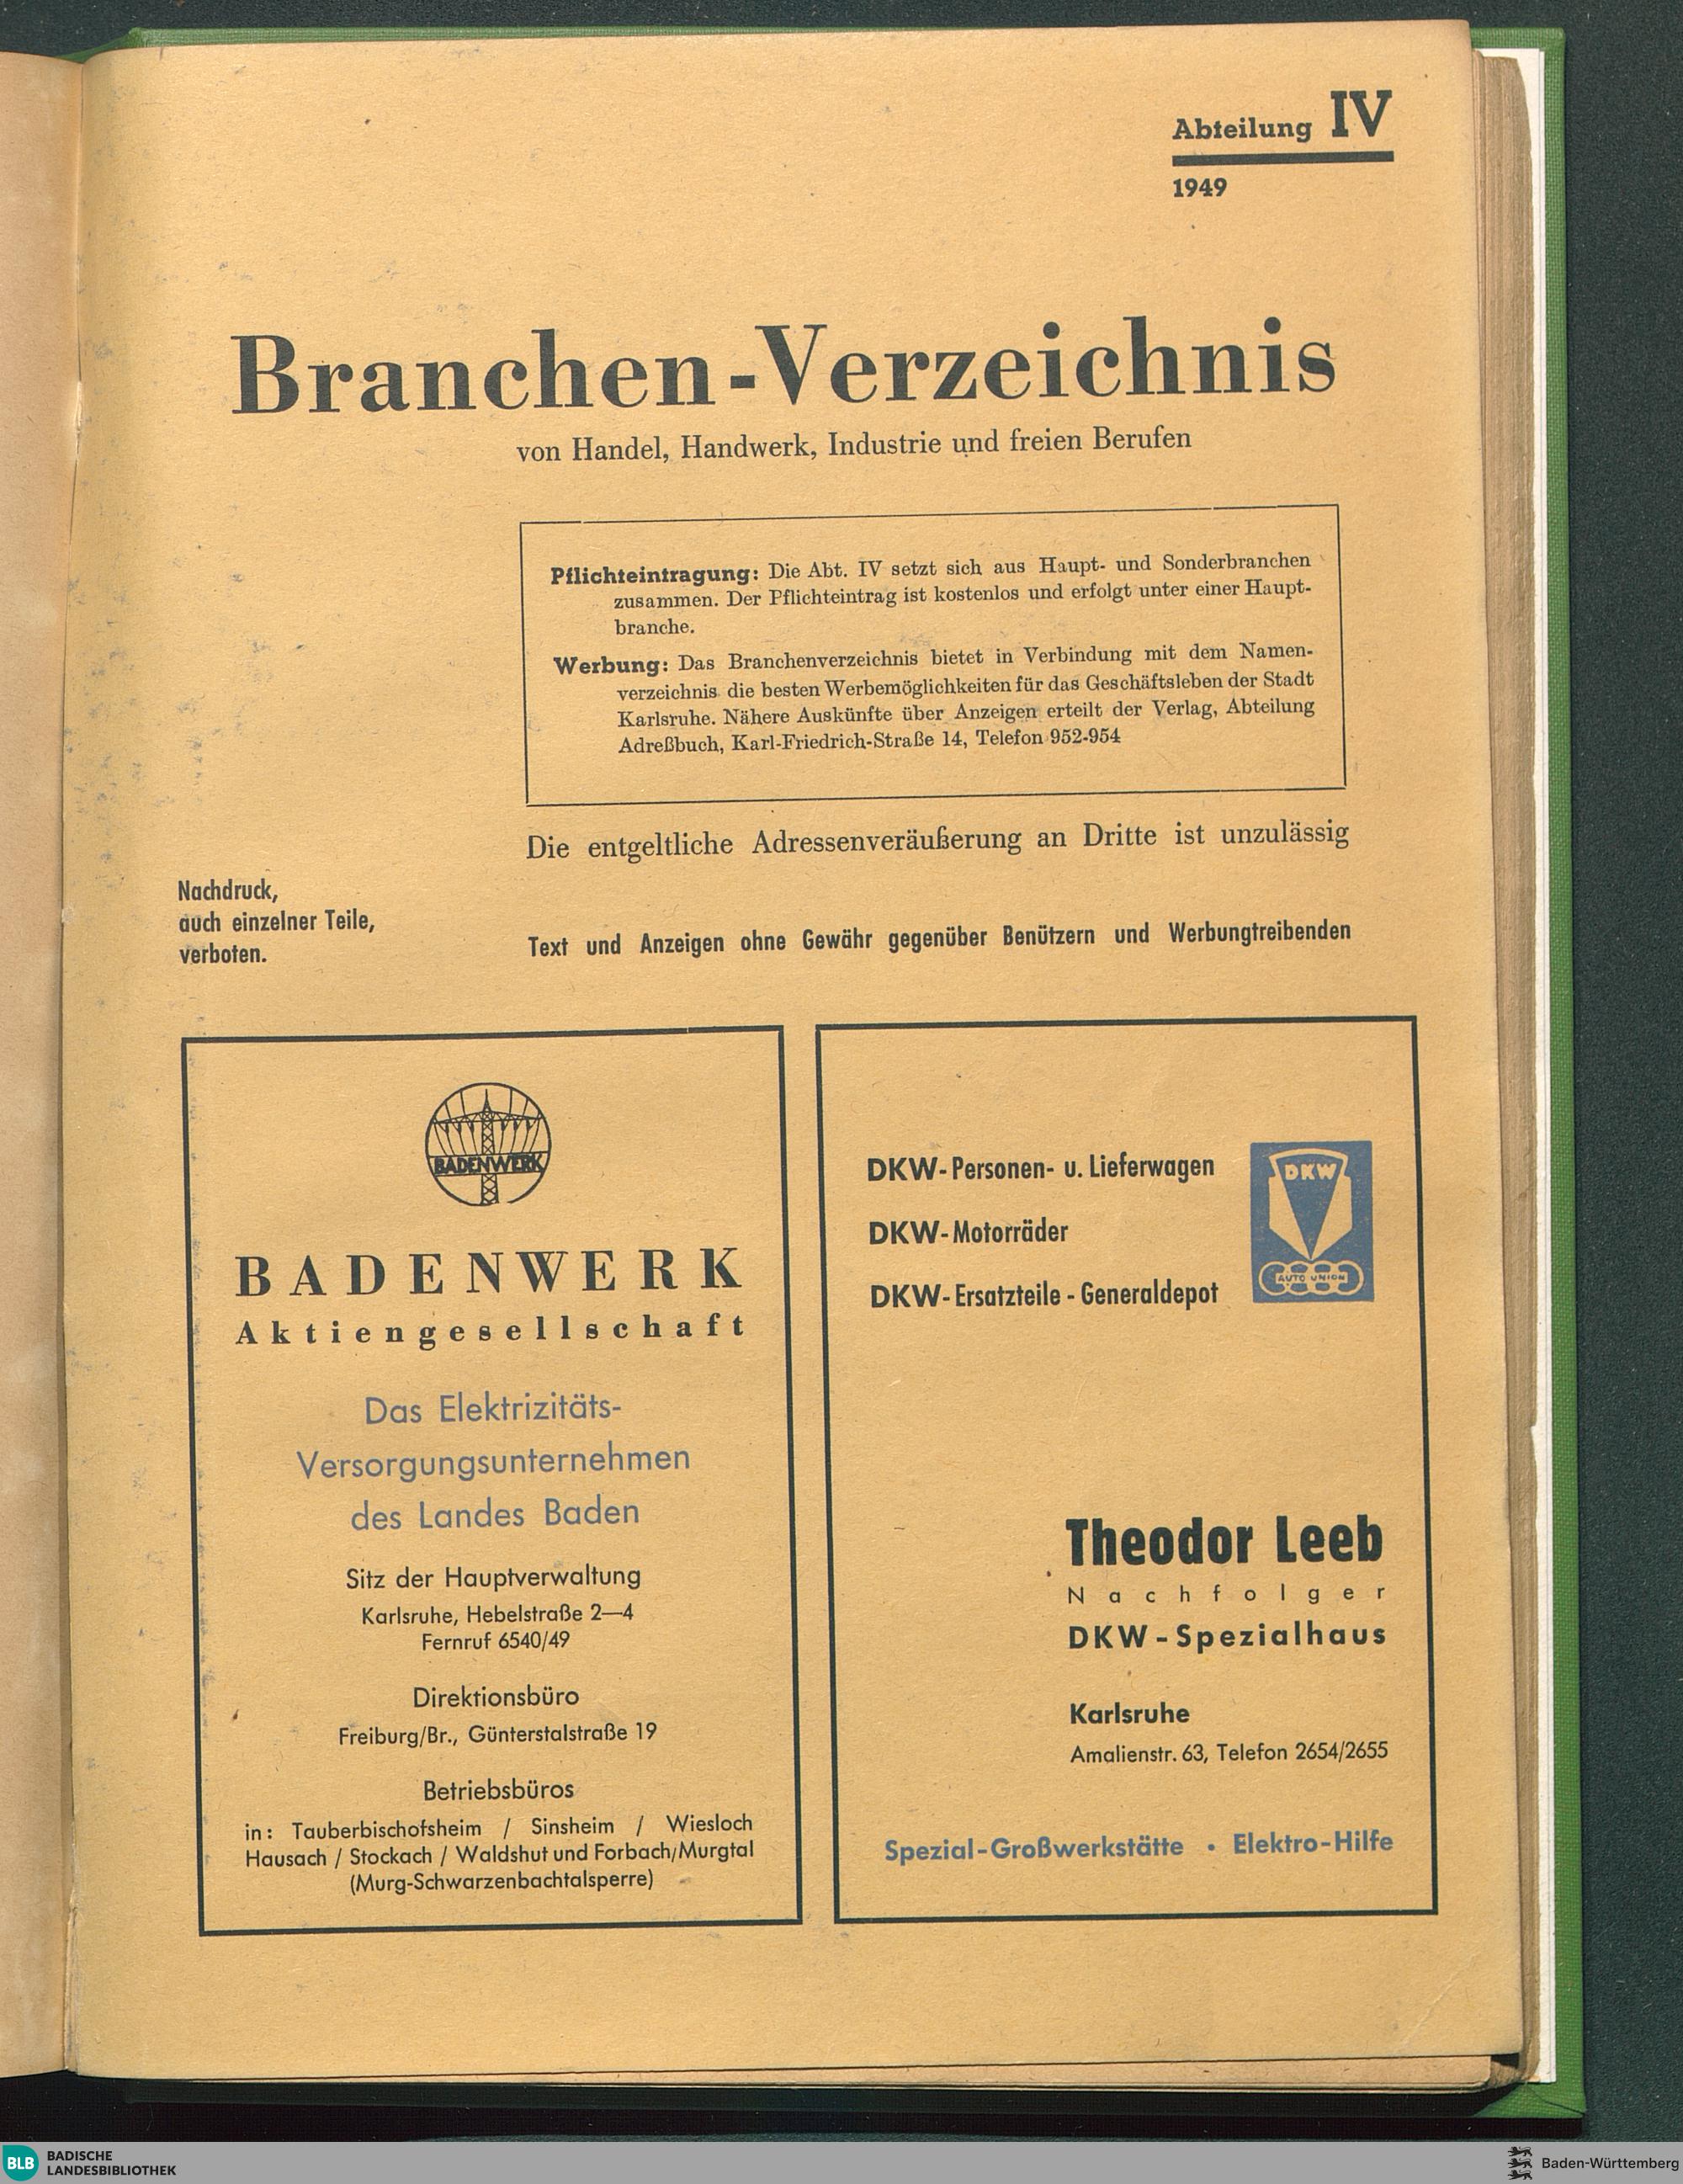 Abteilung IV
1949
Branchen-Verzeichnis
von Handel, Handwerk, Industrie und freien Berufen
Pflichteintragung: Die Abt. IV setzt sich aus Haupt- und Sonderbranchen
zusammen. Der Pflichteintrag ist kostenlos und erfolgt unter einer Haupt-
branche.
Werbung: Das Branchenverzeichnis bietet in Verbindung mit dem Namen-
verzeichnis die besten Werbemöglichkeiten für das Geschäftsleben der Stadt
Karlsruhe. Nähere Auskünfte über Anzeigen erteilt der Verlag, Abteilung
Adreßbuch, Karl-Friedrich-Straße 14, Telefon 952-954
Die entgeltliche Adressenveräußerung an Dritte ist unzulässig
Nachdruck,
auch einzelner Teile,
verboten.
Text und Anzeigen ohne Gewähr gegenüber Benützern und Werbungtreibenden
BADENWERK
BADENWERK
Aktiengesellschaft
Das Elektrizitäts-
Versorgungsunternehmen
des Landes Baden
Sitz der Hauptverwaltung
Karlsruhe, Hebelstraße 2—4
Fernruf 6540/49
Direktionsbüro
Freiburg/Br., Günterstalstraße 19
Betriebsbüros
in: Tauberbischofsheim / Sinsheim / Wiesloch
Hausach / Stockach / Waldshut und Forbach/Murgtal
(Murg-Schwarzenbachtalsperre)
DKW-Personen- u. Lieferwagen
DKW-Motorräder
DKW-Ersatzteile - Generaldepot
DKW
AUTO UNION
Theodor Leeb
Nachfolger
DKW-Spezialhaus
Karlsruhe
Amalienstr. 63, Telefon 2654/2655
Spezial-Großwerkstätte • Elektro-Hilfe
BLB BADISCHE
LANDESBIBLIOTHEK
Baden-Württemberg